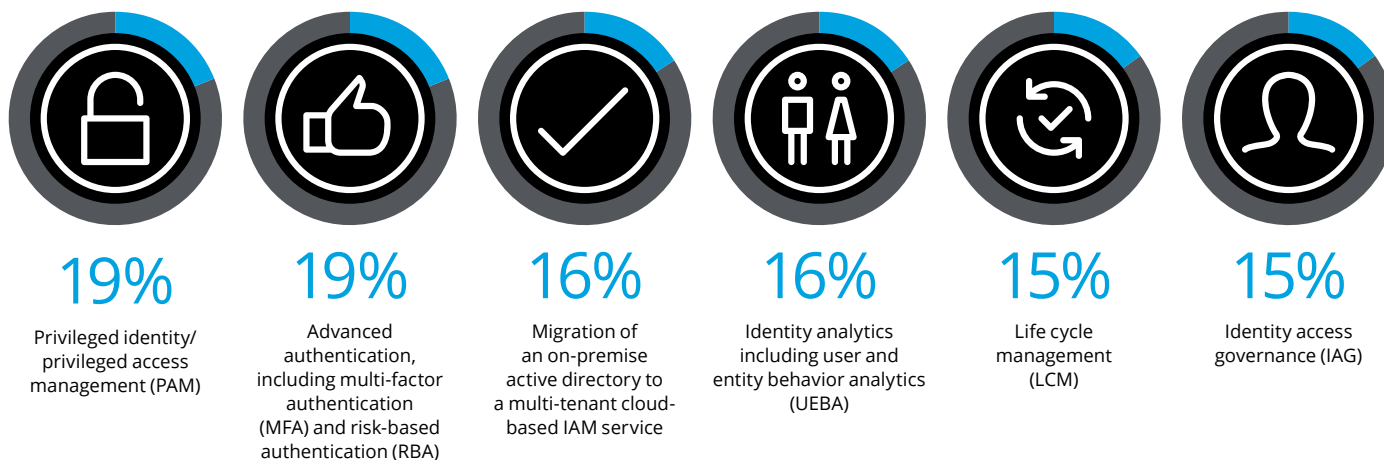 19%
Privileged identity/
privileged access
management (PAM)
19%
Advanced
authentication,
including multi-factor
authentication
(MFA) and risk-based
authentication (RBA)
16%
Migration of
an on-premise
active directory to
a multi-tenant cloud-
based IAM service
16%
Identity analytics
including user and
entity behavior analytics
(UEBA)
15%
Life cycle
management
(LCM)
15%
Identity access
governance (IAG)